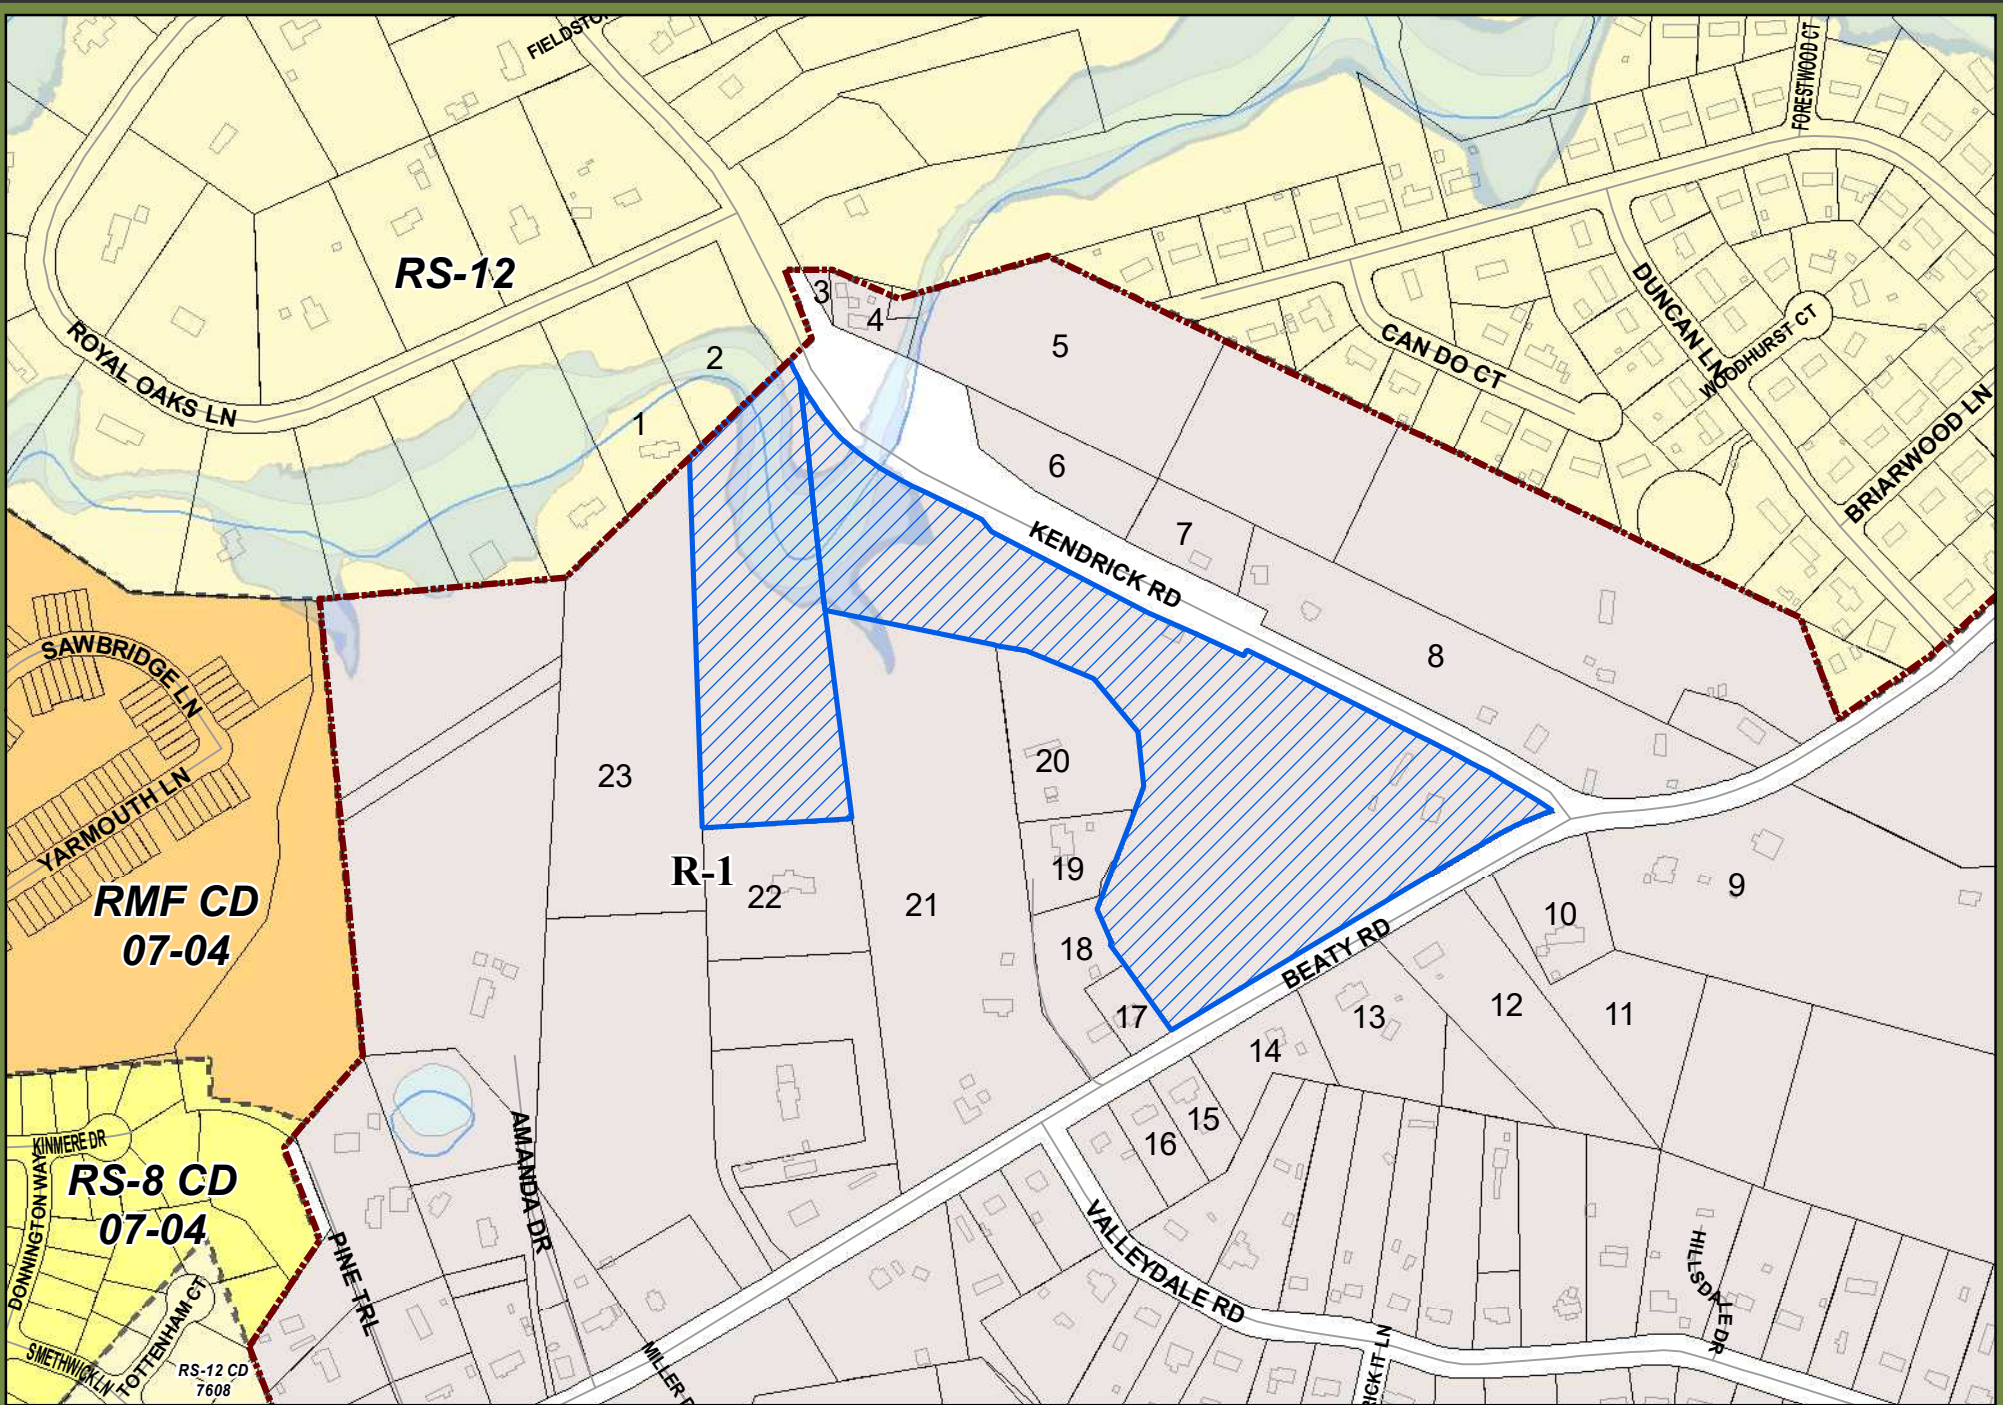 FORESTWOOD CT
RS-12
ROYAL OAKS LN
DUNCAN LN
WOODHURST CT
CAN DO CT
BRIARWOOD LN
3
4
5
2
1
6
7
KENDRICK RD
8
SAWBRIDGE LN
YARMOUTH LN
23
20
R-1
22
19
21
9
10
RMF CD
07-04
18
BEATY RD
17
13
12
11
14
15
16
KINMERE DR
DONNINGTON WAY
RS-8 CD
07-04
AMANDA DR
PINE TRL
VALLEYDALE RD
HILLSDALE DR
SMETHWICK LN
TOTTENHAM CT
RS-12 CD
7608